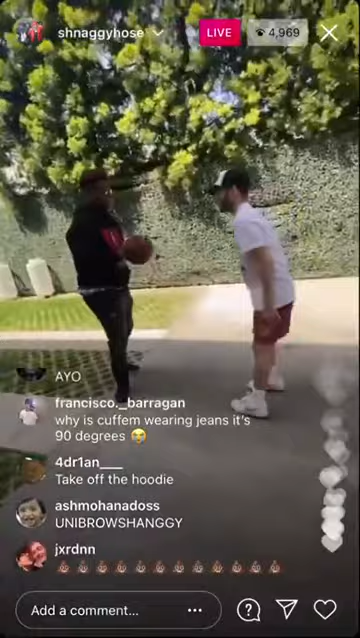 shnaggyhose
LIVE
4,969
AYO
francisco._barragan
why is cuffem wearing jeans it's
90 degrees 😭
4dr1an___
Take off the hoodie
ashmohanadoss
UNIBROWSHANGGY
jxrdnn
Add a comment...